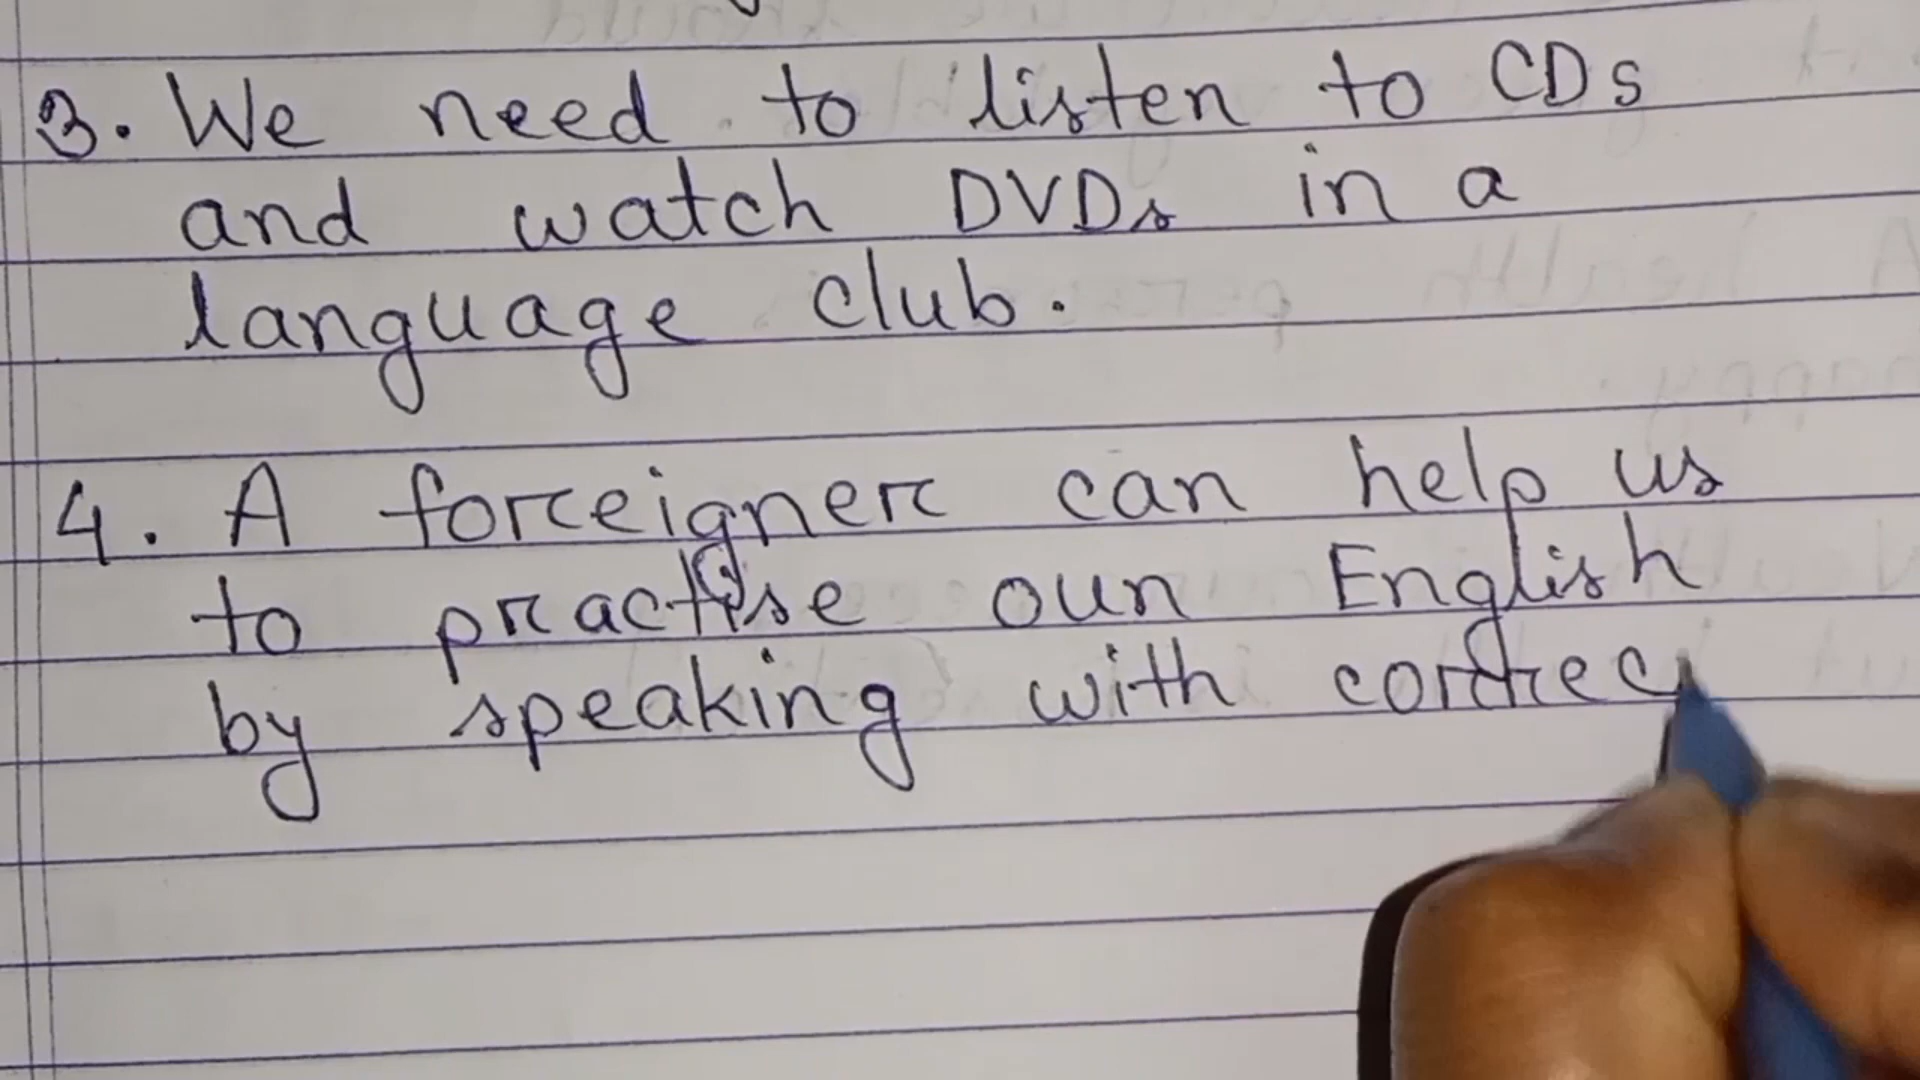 3. We need to listen to CDs
and watch DVDs in a
language club.
4. A foreigner can help us
to practise our English
by speaking with correc